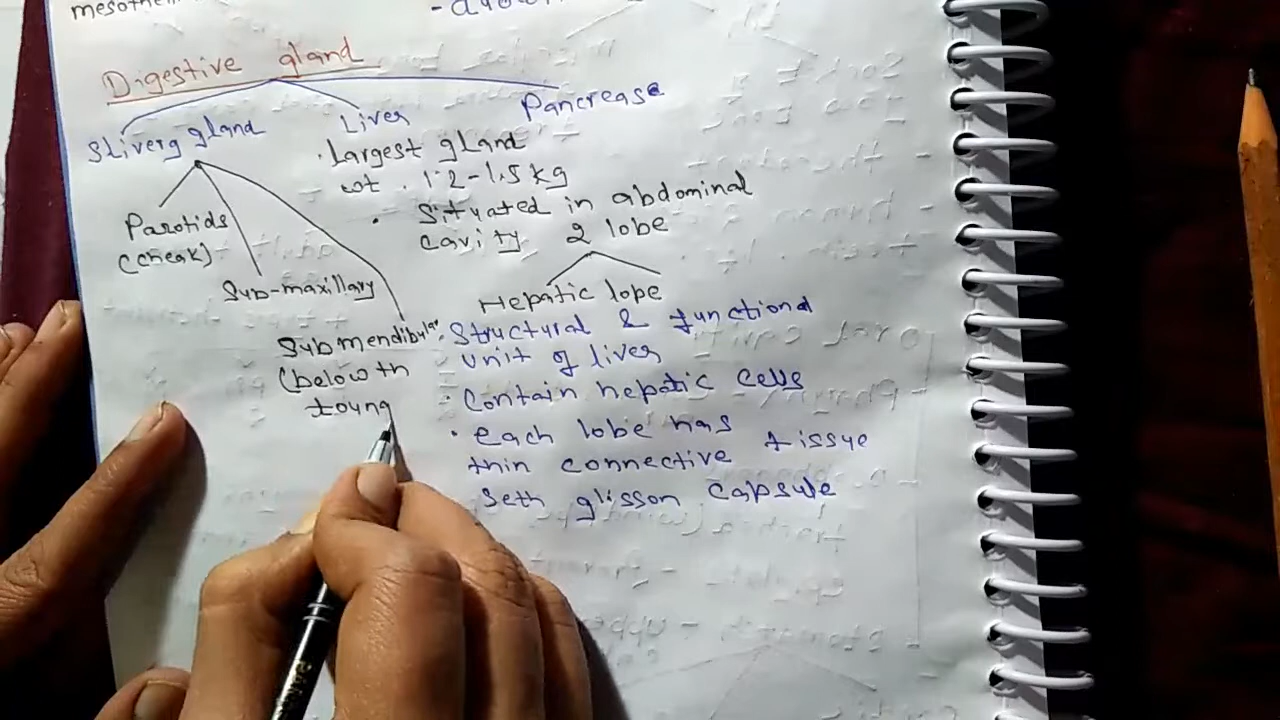 Digestive gland
Sliverg gland
Liver
Pancrease
. Largest gland
wt . 1.2-1.5 kg
. Situated in abdominal
cavity 2 lobe
Parotids
(cheak)
Sub-maxillary
Submendibular
(below th
toung
Hepatic lobe
. Structural & functional
unit of liver
. Contain hepatic cells
. each lobe has
thin connective tissue
seth glisson capsule